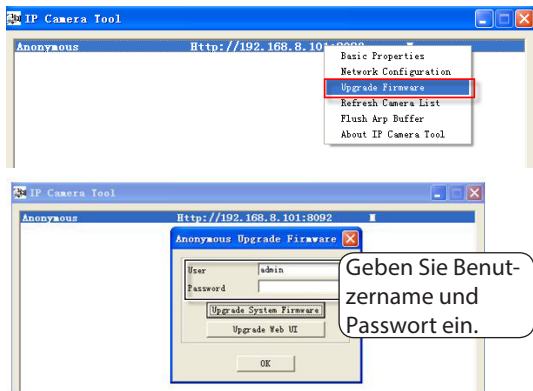 IP Camera Tool
Anonymous Http://192.168.8.101:8092
Basic Properties
Network Configuration
Upgrade Firmware
Refresh Camera List
Flush Arp Buffer
About IP Camera Tool
IP Camera Tool
Anonymous Http://192.168.8.101:8092
Anonymous Upgrade Firmware
User admin
Password
Upgrade System Firmware
Upgrade Web UI
OK
Geben Sie Benut-
zername und
Passwort ein.